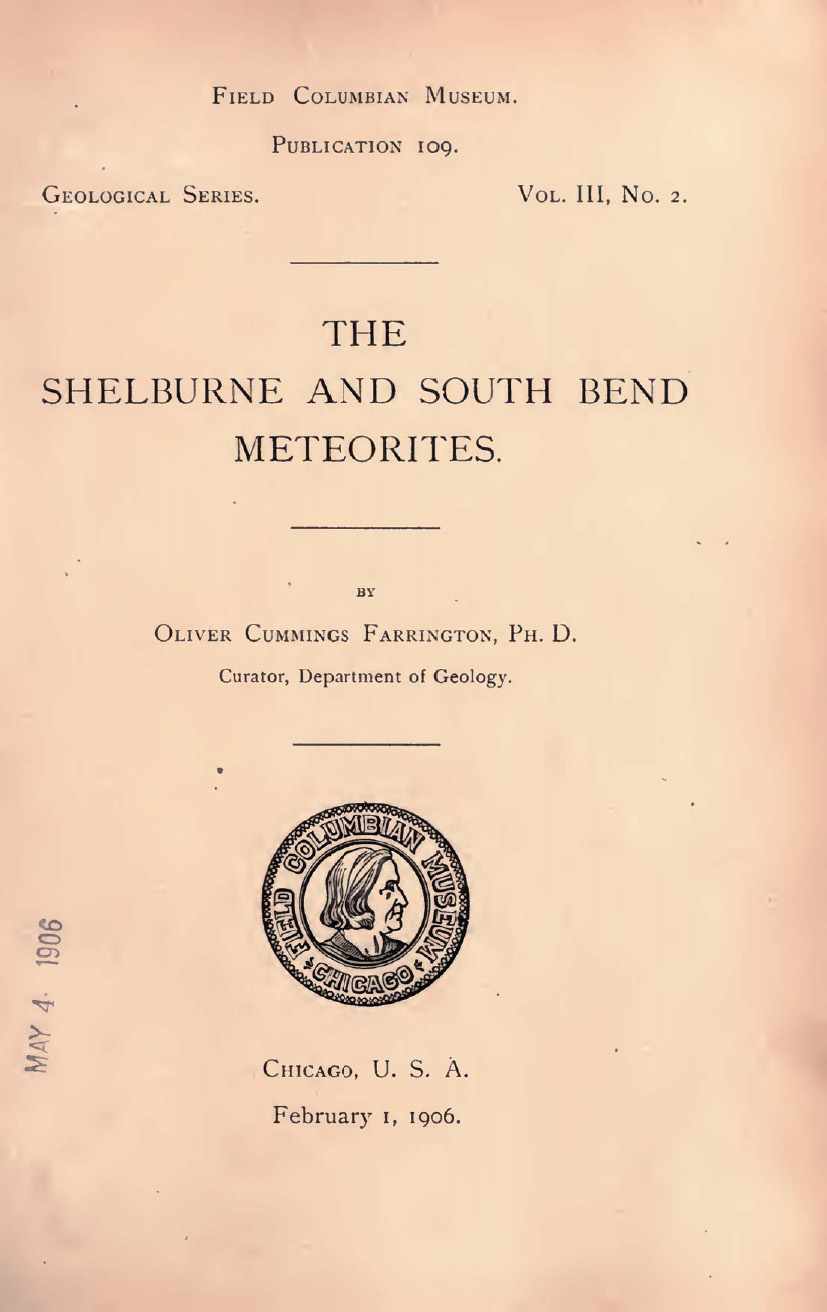 FIELD COLUMBIAN MUSEUM.
PUBLICATION 109.
GEOLOGICAL SERIES. VOL. III, NO. 2.
THE
SHELBURNE AND SOUTH BEND
METEORITES.
BY
OLIVER CUMMINGS FARRINGTON, PH. D.
Curator, Department of Geology.
FIELD COLUMBIAN MUSEUM
CHICAGO
MAY 4. 1906
CHICAGO, U. S. A.
February 1, 1906.